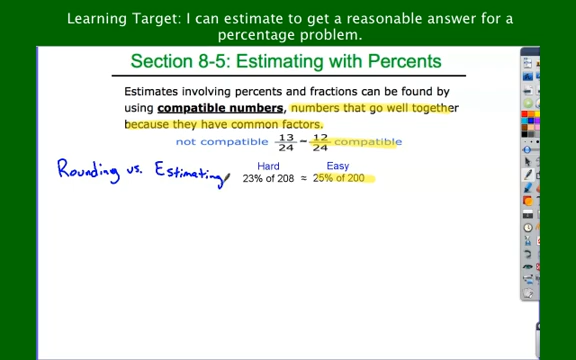 Learning Target: I can estimate to get a reasonable answer for a
percentage problem.
Section 8-5: Estimating with Percents
Estimates involving percents and fractions can be found by
using compatible numbers, numbers that go well together
because they have common factors.
not compatible 13/24 ~ 12/24 compatible
Rounding vs. Estimating
Hard Easy
23% of 208 ≈ 25% of 200